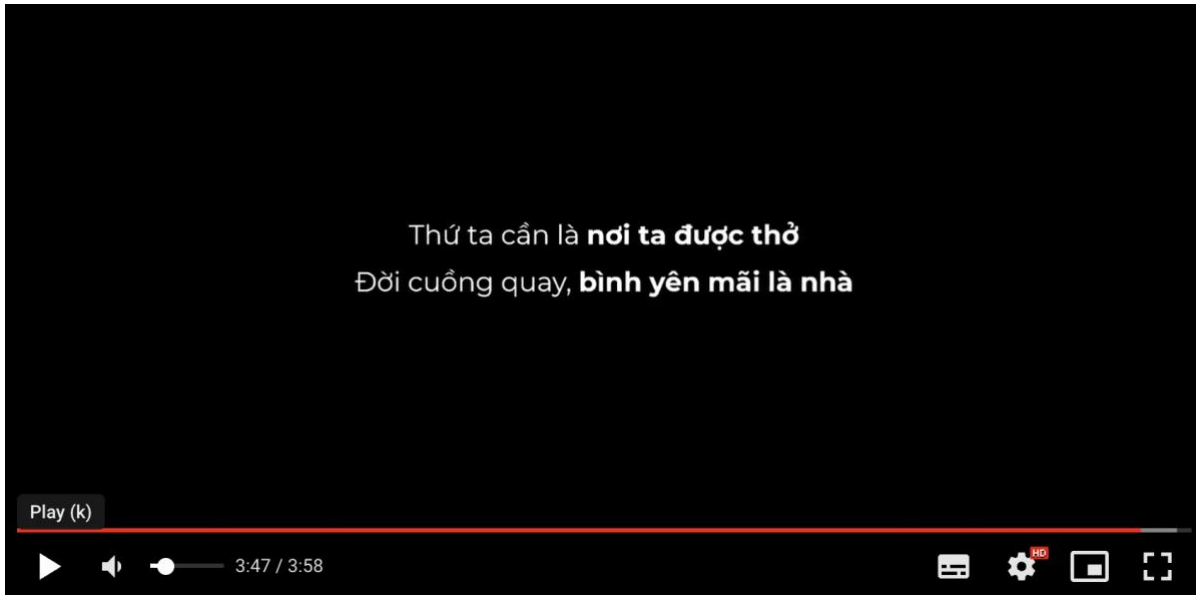 Thứ ta cần là nơi ta được thở
Đời cuồng quay, bình yên mãi là nhà
Play (k)
3:47 / 3:58
HD